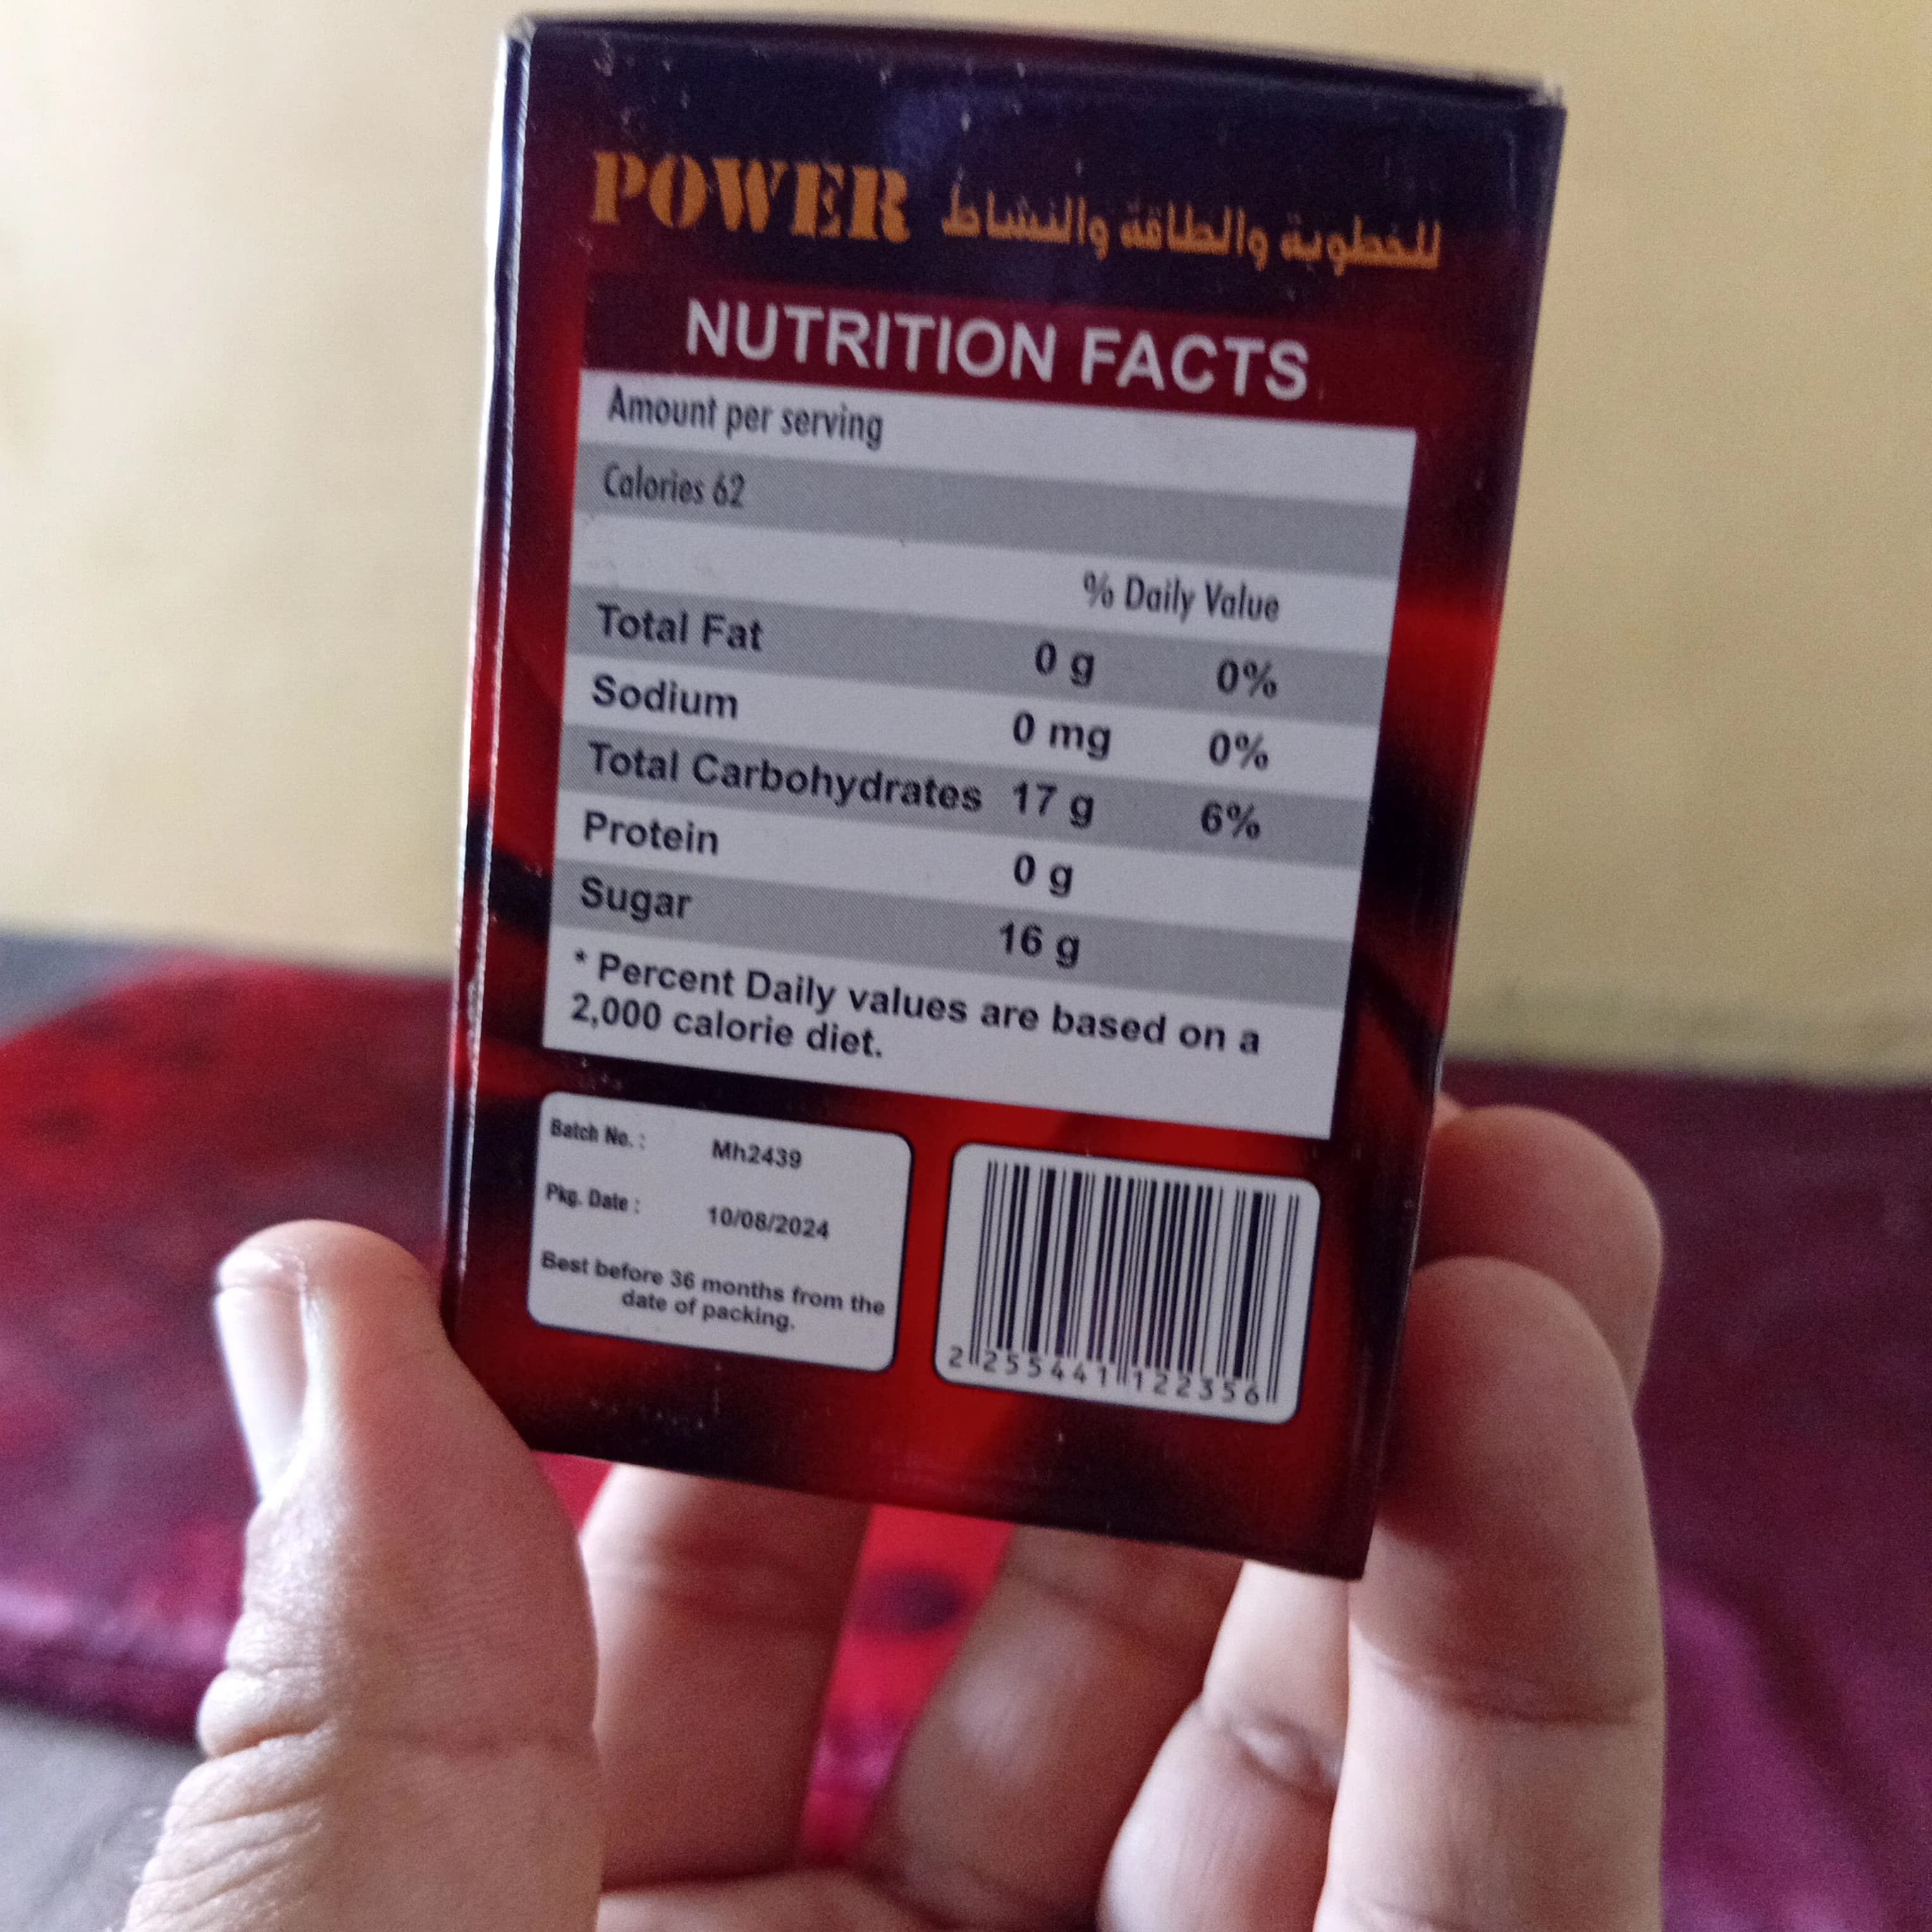 POWER للخطوبة والطاقة والنشاط
NUTRITION FACTS
Amount per serving
Calories 62
% Daily Value
Total Fat 0 g 0%
Sodium 0 mg 0%
Total Carbohydrates 17 g 6%
Protein 0 g
Sugar 16 g
* Percent Daily values are based on a
2,000 calorie diet.
Batch No. : Mh2439
Pkg. Date : 10/08/2024
Best before 36 months from the
date of packing.
2 255441 122356